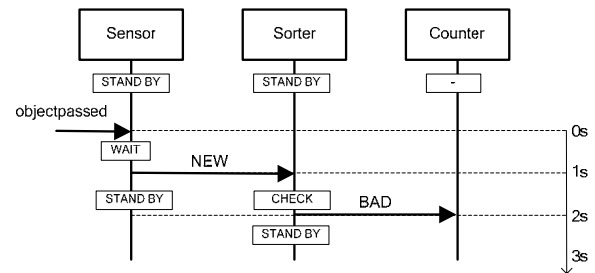 Sensor
Sorter
Counter
STAND BY
STAND BY
-
objectpassed
0s
WAIT
NEW
1s
STAND BY
CHECK
BAD
2s
STAND BY
3s